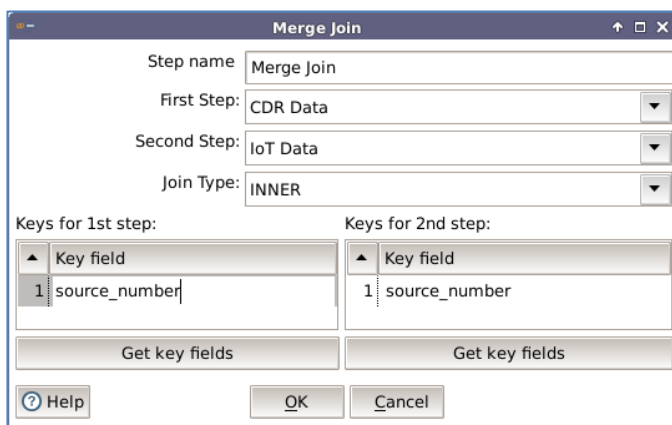 Merge Join
Step name Merge Join
First Step: CDR Data
Second Step: IoT Data
Join Type: INNER
Keys for 1st step: Keys for 2nd step:
Key field Key field
1 source_number 1 source_number
Get key fields Get key fields
? Help OK Cancel